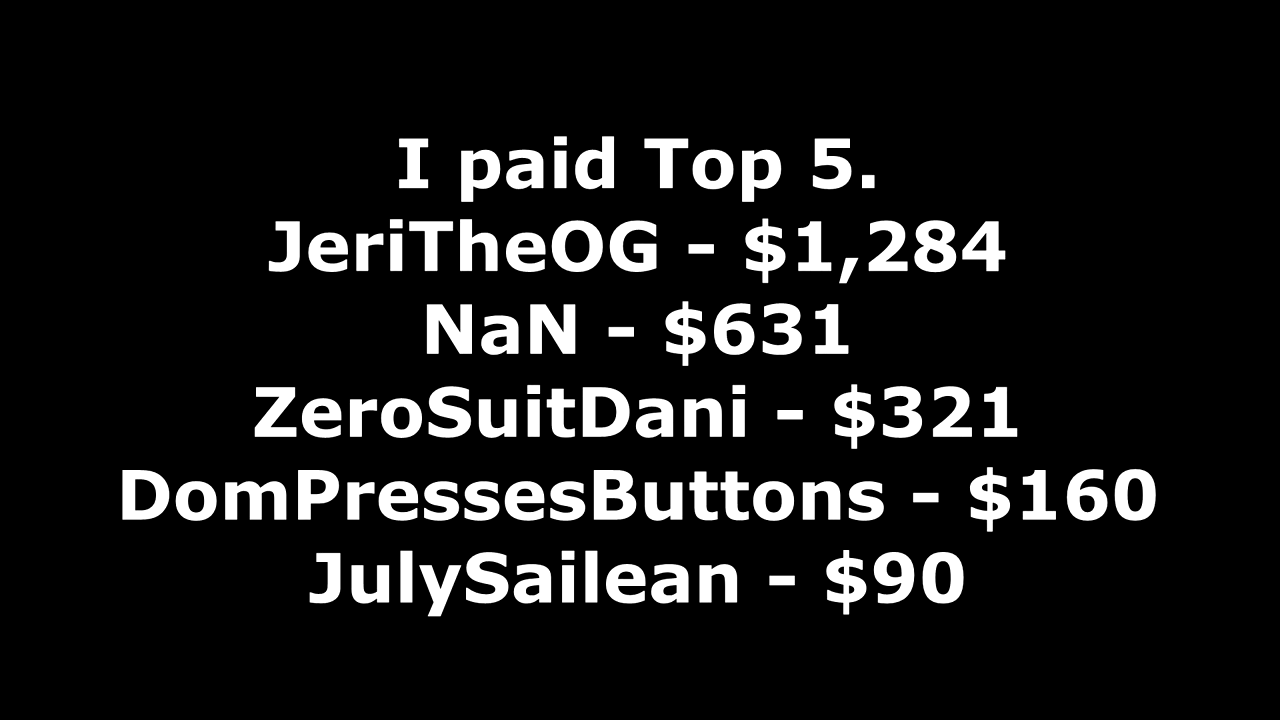 I paid Top 5.
JeriTheOG - $1,284
NaN - $631
ZeroSuitDani - $321
DomPressesButtons - $160
JulySailean - $90